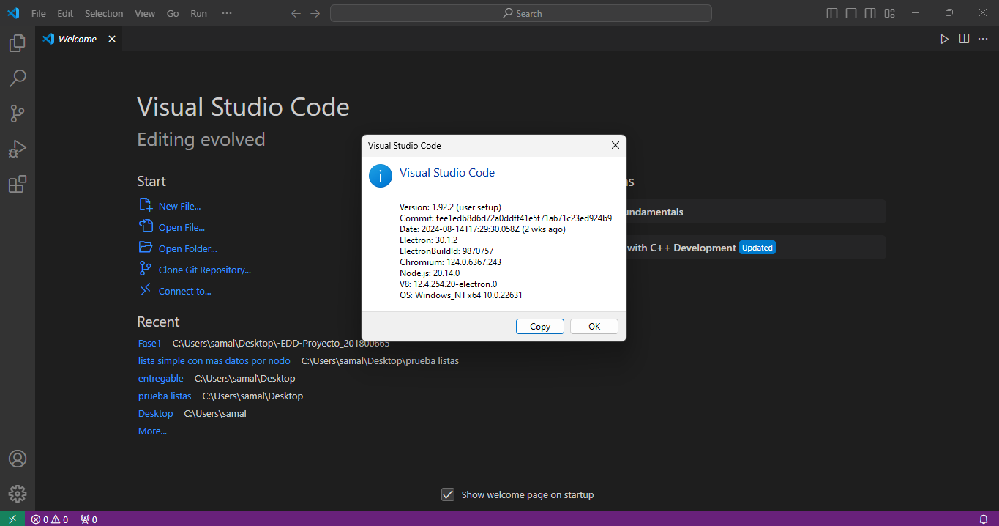 File Edit Selection View Go Run ···
Search
Welcome
Visual Studio Code
Editing evolved
Start
New File...
Open File...
Open Folder...
Clone Git Repository...
Connect to...
Recent
Fase1 C:\Users\samal\Desktop\-EDD-Proyecto_201800665
lista simple con mas datos por nodo C:\Users\samal\Desktop\prueba listas
entregable C:\Users\samal\Desktop
prueba listas C:\Users\samal\Desktop
Desktop C:\Users\samal
More...
with C++ Development Updated
Visual Studio Code
Visual Studio Code
Version: 1.92.2 (user setup)
Commit: fee1edb8d6d72a0ddff41e5f71a671c23ed924b9
Date: 2024-08-14T17:29:30.058Z (2 wks ago)
Electron: 30.1.2
ElectronBuildId: 9870757
Chromium: 124.0.6367.243
Node.js: 20.14.0
V8: 12.4.254.20-electron.0
OS: Windows_NT x64 10.0.22631
Copy OK
Show welcome page on startup
0 0 0